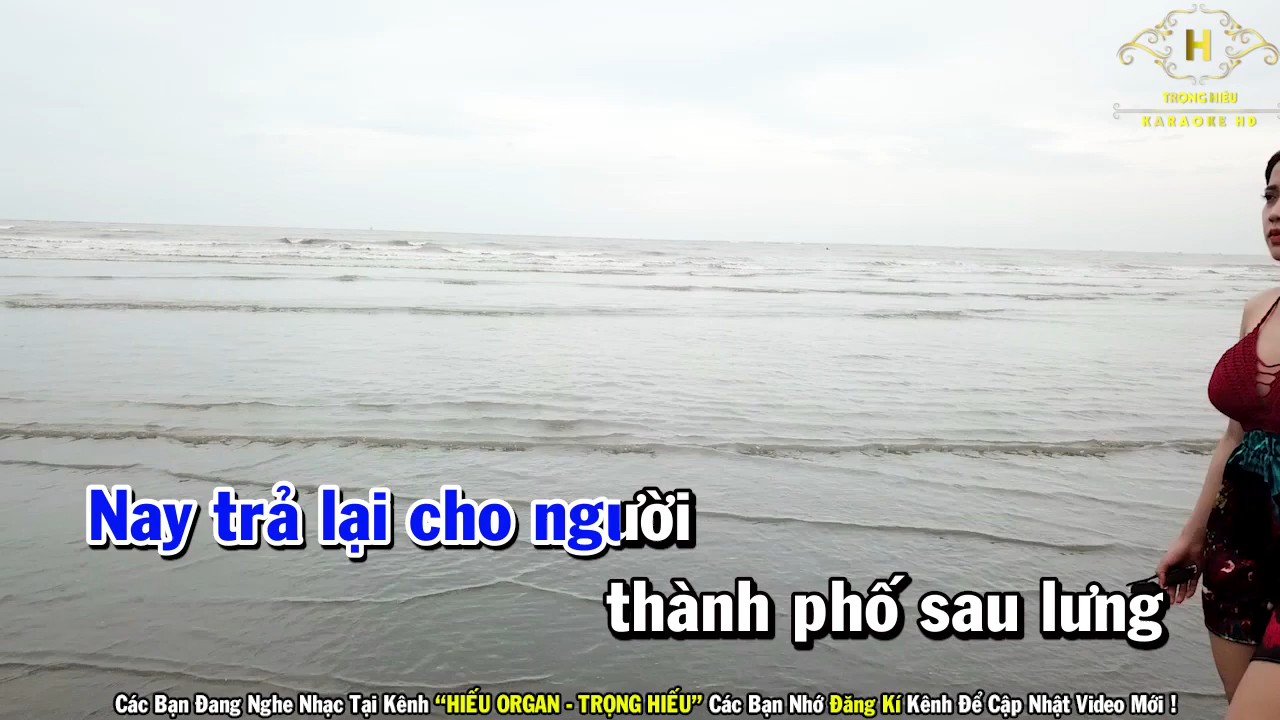 H
TRỌNG HIẾU
KARAOKE HD
Nay trả lại cho người
thành phố sau lưng
Các Bạn Đang Nghe Nhạc Tại Kênh “HIẾU ORGAN - TRỌNG HIẾU” Các Bạn Nhớ Đăng Kí Kênh Để Cập Nhật Video Mới !